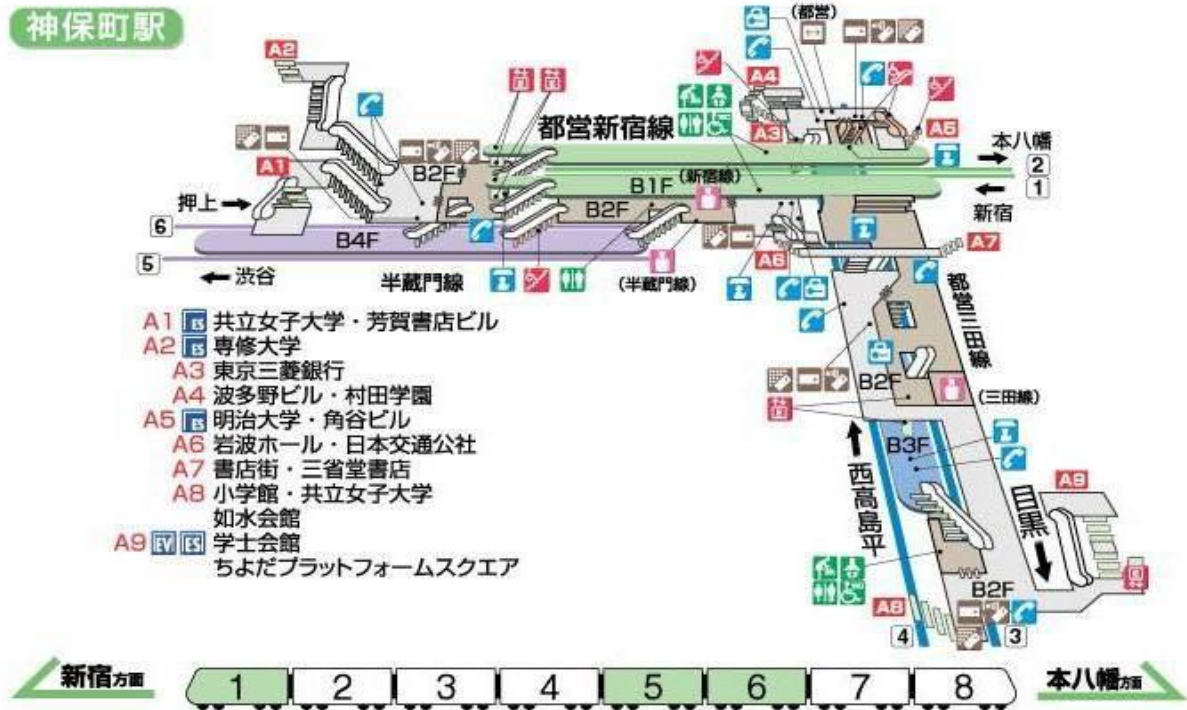 神保町駅
A2
(都営)
A4
都営新宿線
A3
A5
本八幡
2
1
新宿
A1
B2F
B1F
(新宿線)
B2F
押上
6
B4F
5
渋谷
半蔵門線
(半蔵門線)
A6
A7
都営三田線
B2F
(三田線)
B3F
西高島平
目黒
A9
B2F
A8
4
3
A1 ES 共立女子大学・芳賀書店ビル
A2 ES 専修大学
A3 東京三菱銀行
A4 波多野ビル・村田学園
A5 ES 明治大学・角谷ビル
A6 岩波ホール・日本交通公社
A7 書店街・三省堂書店
A8 小学館・共立女子大学
如水会館
A9 EV ES 学士会館
ちよだプラットフォームスクエア
新宿方面
1 2 3 4 5 6 7 8
本八幡方面